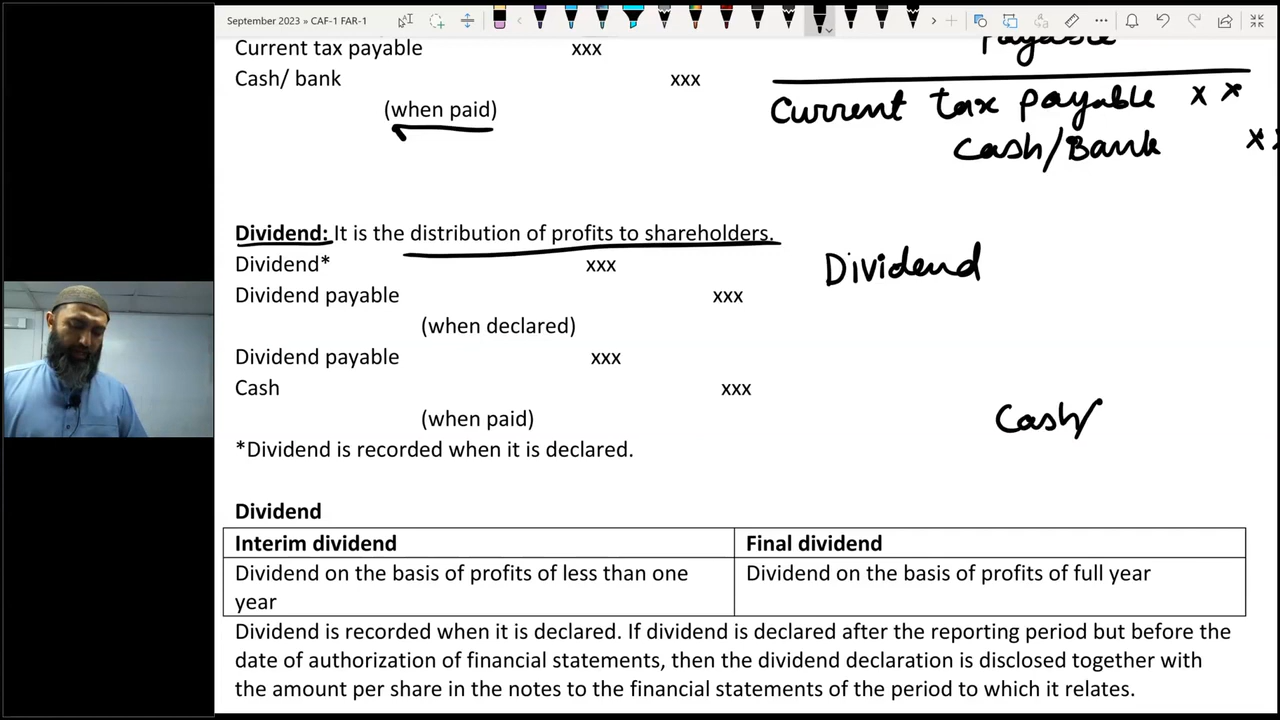 September 2023 » CAF-1 FAR-1
Current tax payable xxx
Cash/ bank xxx
(when paid)
Payable
Current tax payable x x
Cash/Bank x x
Dividend: It is the distribution of profits to shareholders.
Dividend* xxx
Dividend
Dividend payable xxx
(when declared)
Dividend payable xxx
Cash xxx
(when paid)
Cash/
*Dividend is recorded when it is declared.
Dividend
Interim dividend Final dividend
Dividend on the basis of profits of less than one Dividend on the basis of profits of full year
year
Dividend is recorded when it is declared. If dividend is declared after the reporting period but before the
date of authorization of financial statements, then the dividend declaration is disclosed together with
the amount per share in the notes to the financial statements of the period to which it relates.